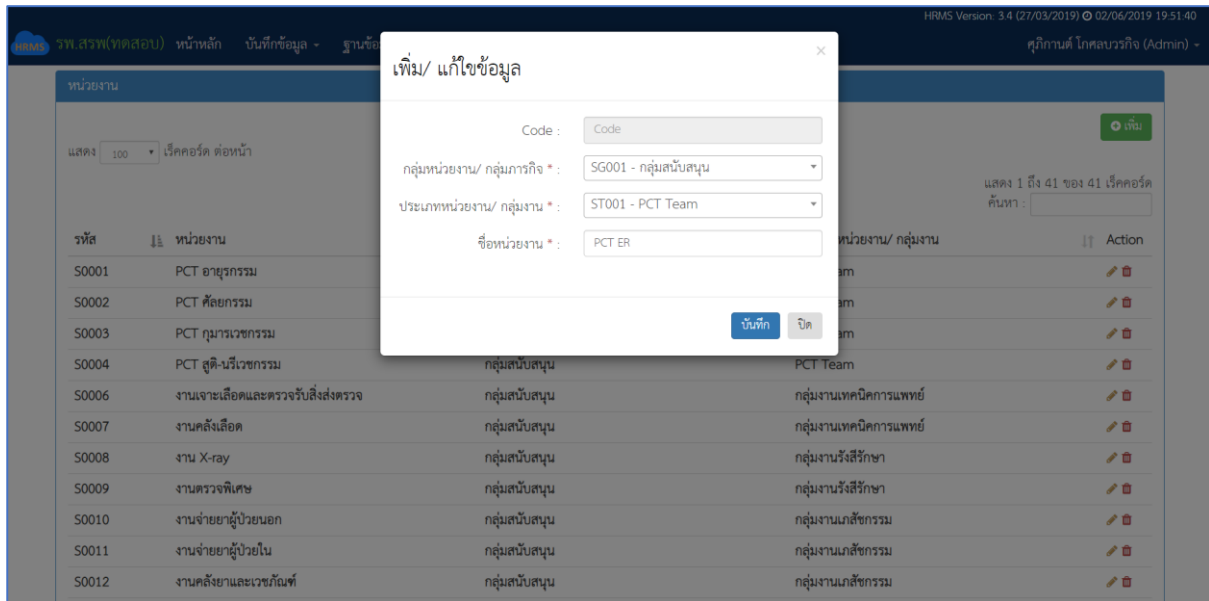 HRMS Version: 3.4 (27/03/2019) 02/06/2019 19:51:40
HRMS รพ.สรพ(ทดสอบ) หน้าหลัก บันทึกข้อมูล ศุภิกานต์ โกศลบวรกิจ (Admin)
หน่วยงาน
เพิ่ม/ แก้ไขข้อมูล
×
Code : Code
กลุ่มหน่วยงาน/ กลุ่มภารกิจ * : SG001 - กลุ่มสนับสนุน
ประเภทหน่วยงาน/ กลุ่มงาน * : ST001 - PCT Team
ชื่อหน่วยงาน * : PCT ER
บันทึก ปิด
เพิ่ม
แสดง 100 เร็คคอร์ด ต่อหน้า
แสดง 1 ถึง 41 ของ 41 เร็คคอร์ด
ค้นหา :
รหัส หน่วยงาน หน่วยงาน/ กลุ่มงาน Action
S0001 PCT อายุรกรรม
S0002 PCT ศัลยกรรม
S0003 PCT กุมารเวชกรรม
S0004 PCT สูติ-นรีเวชกรรม กลุ่มสนับสนุน PCT Team
S0006 งานเจาะเลือดและตรวจรับสิ่งส่งตรวจ กลุ่มสนับสนุน กลุ่มงานเทคนิคการแพทย์
S0007 งานคลังเลือด กลุ่มสนับสนุน กลุ่มงานเทคนิคการแพทย์
S0008 งาน X-ray กลุ่มสนับสนุน กลุ่มงานรังสีรักษา
S0009 งานตรวจพิเศษ กลุ่มสนับสนุน กลุ่มงานรังสีรักษา
S0010 งานจ่ายยาผู้ป่วยนอก กลุ่มสนับสนุน กลุ่มงานเภสัชกรรม
S0011 งานจ่ายยาผู้ป่วยใน กลุ่มสนับสนุน กลุ่มงานเภสัชกรรม
S0012 งานคลังยาและเวชภัณฑ์ กลุ่มสนับสนุน กลุ่มงานเภสัชกรรม